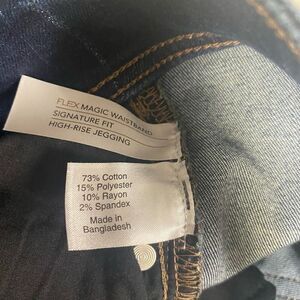 FLEX MAGIC WAISTBAND
SIGNATURE FIT
HIGH-RISE JEGGING
73% Cotton
15% Polyester
10% Rayon
2% Spandex
Made in
Bangladesh